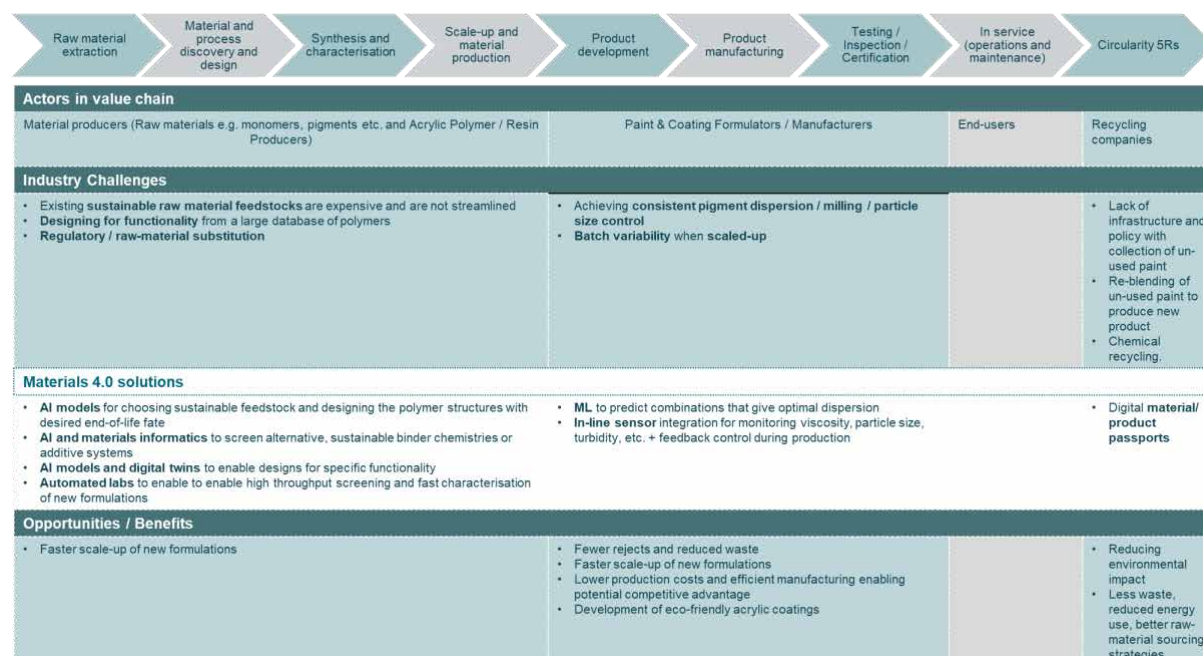 Raw material
extraction
Material and
process
discovery and
design
Synthesis and
characterisation
Scale-up and
material
production
Product
development
Product
manufacturing
Testing /
Inspection /
Certification
In service
(operations and
maintenance)
Circularity 5Rs
Actors in value chain
Material producers (Raw materials e.g. monomers, pigments etc. and Acrylic Polymer / Resin
Producers)
Paint & Coating Formulators / Manufacturers
End-users
Recycling
companies
Industry Challenges
• Existing sustainable raw material feedstocks are expensive and are not streamlined
• Designing for functionality from a large database of polymers
• Regulatory / raw-material substitution
• Achieving consistent pigment dispersion / milling / particle
size control
• Batch variability when scaled-up
• Lack of
infrastructure and
policy with
collection of un-
used paint
• Re-blending of
un-used paint to
produce new
product
• Chemical
recycling.
Materials 4.0 solutions
• AI models for choosing sustainable feedstock and designing the polymer structures with
desired end-of-life fate
• AI and materials informatics to screen alternative, sustainable binder chemistries or
additive systems
• AI models and digital twins to enable designs for specific functionality
• Automated labs to enable to enable high throughput screening and fast characterisation
of new formulations
• ML to predict combinations that give optimal dispersion
• In-line sensor integration for monitoring viscosity, particle size,
turbidity, etc. + feedback control during production
• Digital material/
product
passports
Opportunities / Benefits
• Faster scale-up of new formulations
• Fewer rejects and reduced waste
• Faster scale-up of new formulations
• Lower production costs and efficient manufacturing enabling
potential competitive advantage
• Development of eco-friendly acrylic coatings
• Reducing
environmental
impact
• Less waste,
reduced energy
use, better raw-
material sourcing
strategies